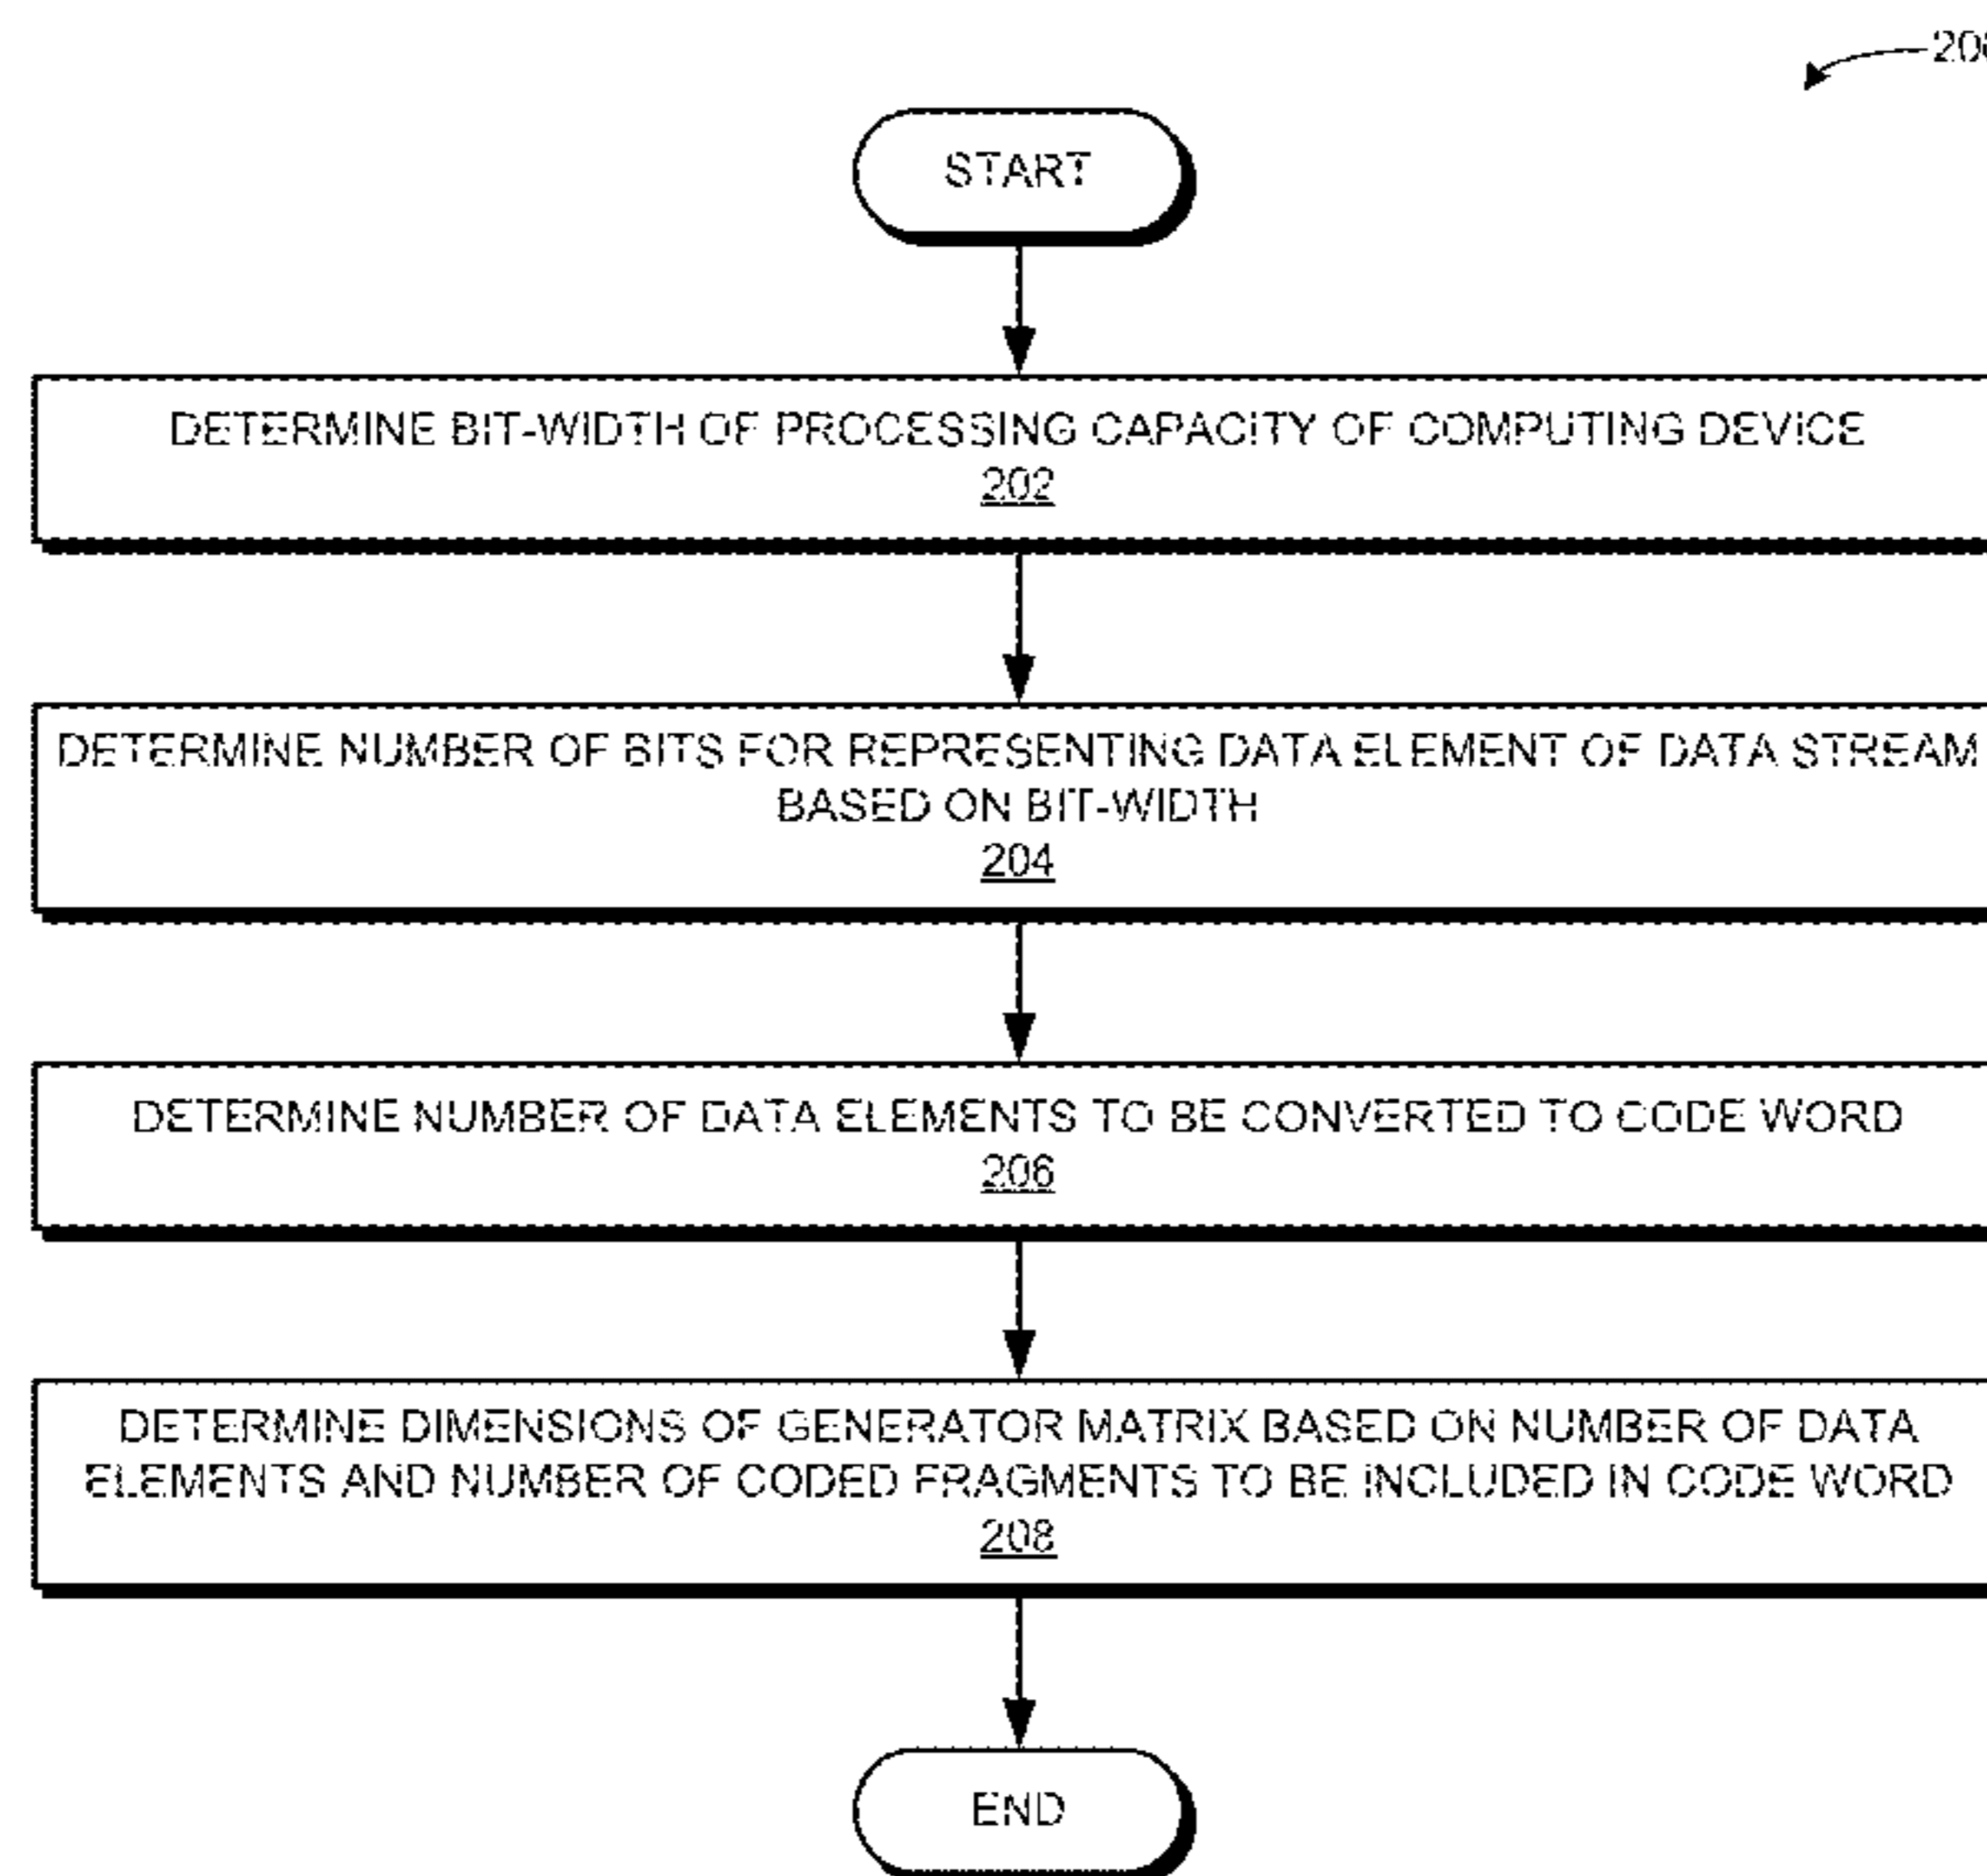 START
DETERMINE BIT-WIDTH OF PROCESSING CAPACITY OF COMPUTING DEVICE
202
DETERMINE NUMBER OF BITS FOR REPRESENTING DATA ELEMENT OF DATA STREAM
BASED ON BIT-WIDTH
204
DETERMINE NUMBER OF DATA ELEMENTS TO BE CONVERTED TO CODE WORD
206
DETERMINE DIMENSIONS OF GENERATOR MATRIX BASED ON NUMBER OF DATA
ELEMENTS AND NUMBER OF CODED FRAGMENTS TO BE INCLUDED IN CODE WORD
208
END